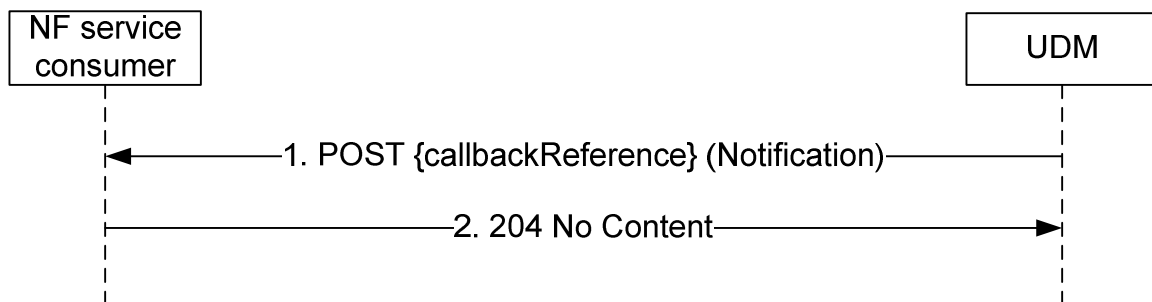 NF service
consumer
UDM
1. POST {callbackReference} (Notification)
2. 204 No Content